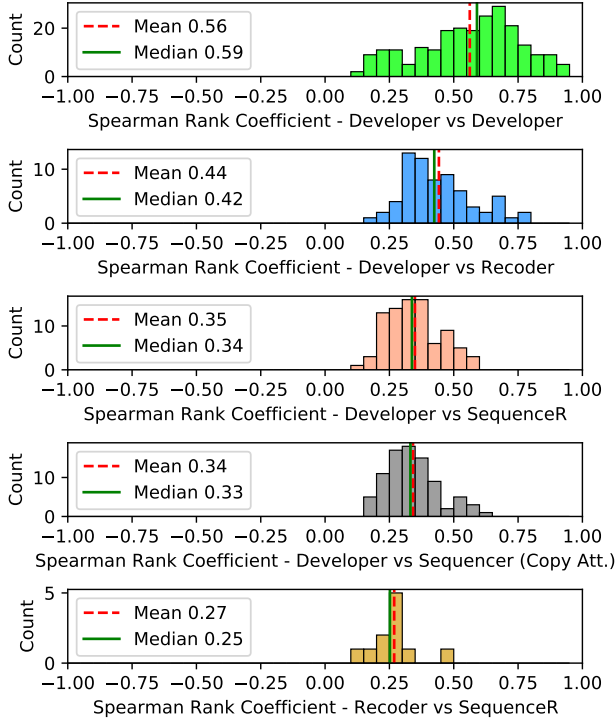 Count
20
0
Mean 0.56
Median 0.59
−1.00 −0.75 −0.50 −0.25 0.00 0.25 0.50 0.75 1.00
Spearman Rank Coefficient - Developer vs Developer
Count
10
0
Mean 0.44
Median 0.42
−1.00 −0.75 −0.50 −0.25 0.00 0.25 0.50 0.75 1.00
Spearman Rank Coefficient - Developer vs Recoder
Count
10
0
Mean 0.35
Median 0.34
−1.00 −0.75 −0.50 −0.25 0.00 0.25 0.50 0.75 1.00
Spearman Rank Coefficient - Developer vs SequenceR
Count
10
0
Mean 0.34
Median 0.33
−1.00 −0.75 −0.50 −0.25 0.00 0.25 0.50 0.75 1.00
Spearman Rank Coefficient - Developer vs Sequencer (Copy Att.)
Count
5
0
Mean 0.27
Median 0.25
−1.00 −0.75 −0.50 −0.25 0.00 0.25 0.50 0.75 1.00
Spearman Rank Coefficient - Recoder vs SequenceR